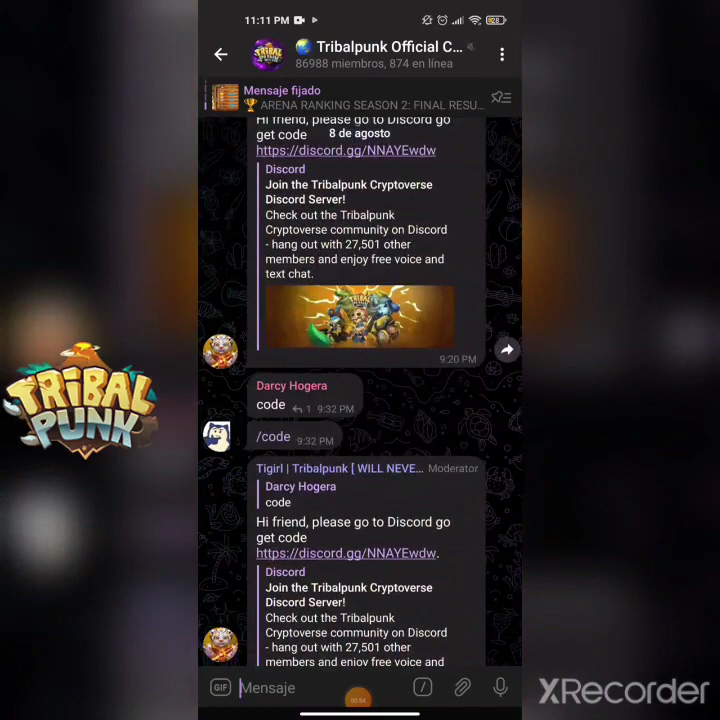 11:11 PM
28
Tribalpunk Official C...
86988 miembros, 874 en línea
Mensaje fijado
🏆 ARENA RANKING SEASON 2: FINAL RESU...
Hi friend, please go to Discord go
get code
8 de agosto
https://discord.gg/NNAYEwdw
Discord
Join the Tribalpunk Cryptoverse
Discord Server!
Check out the Tribalpunk
Cryptoverse community on Discord
- hang out with 27,501 other
members and enjoy free voice and
text chat.
TRIBAL
9:20 PM
Darcy Hogera
code
1 9:32 PM
/code 9:32 PM
Tigirl | Tribalpunk [ WILL NEVE... Moderator
Darcy Hogera
code
Hi friend, please go to Discord go
get code
https://discord.gg/NNAYEwdw.
Discord
Join the Tribalpunk Cryptoverse
Discord Server!
Check out the Tribalpunk
Cryptoverse community on Discord
- hang out with 27,501 other
members and enjoy free voice and
GIF
Mensaje
00:54
TRIBAL
PUNK
XRecorder